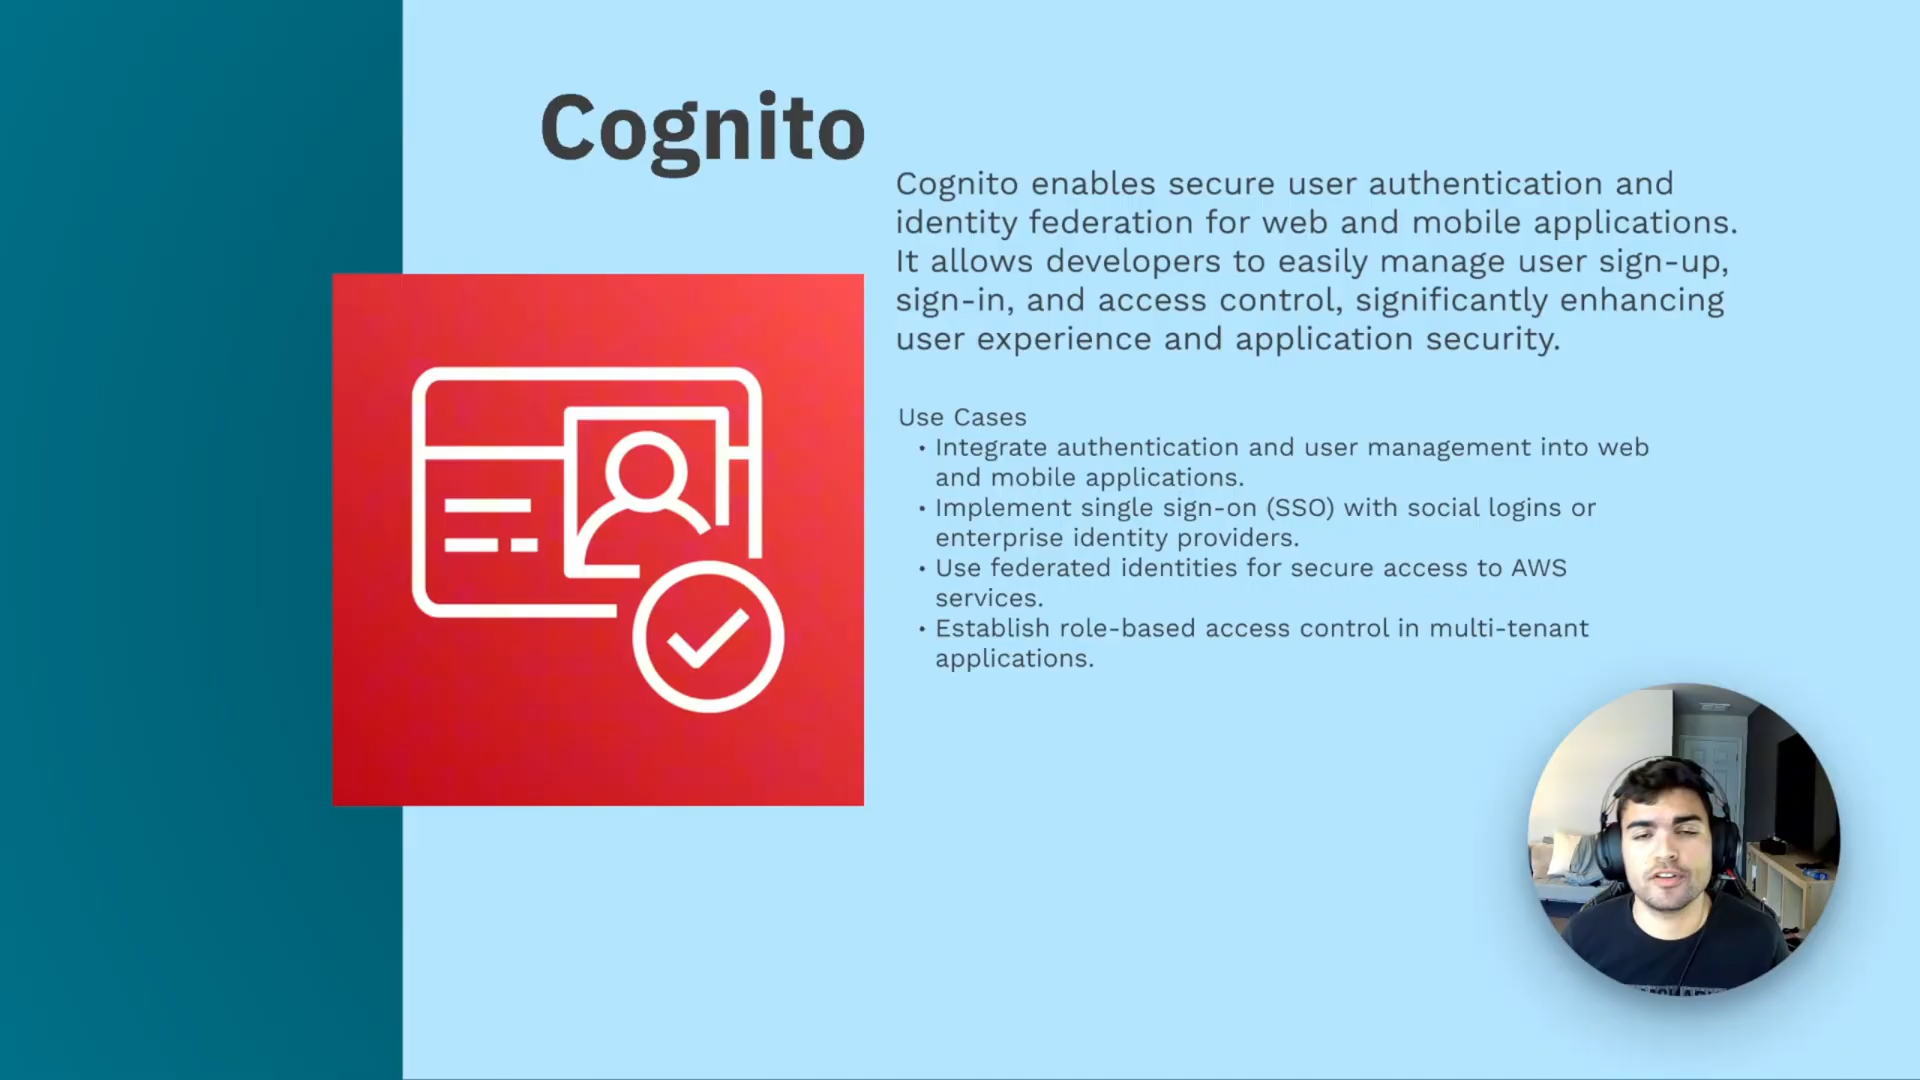 Cognito
Cognito enables secure user authentication and
identity federation for web and mobile applications.
It allows developers to easily manage user sign-up,
sign-in, and access control, significantly enhancing
user experience and application security.
Use Cases
• Integrate authentication and user management into web
and mobile applications.
• Implement single sign-on (SSO) with social logins or
enterprise identity providers.
• Use federated identities for secure access to AWS
services.
• Establish role-based access control in multi-tenant
applications.